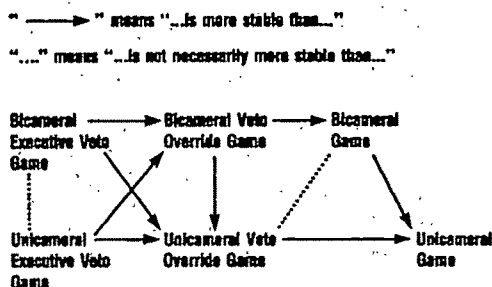 “ ⟶ ” means “...is more stable than...”
“....” means “...is not necessarily more stable than...”
Bicameral Executive Veto Game
Bicameral Veto Override Game
Bicameral Game
Unicameral Executive Veto Game
Unicameral Veto Override Game
Unicameral Game